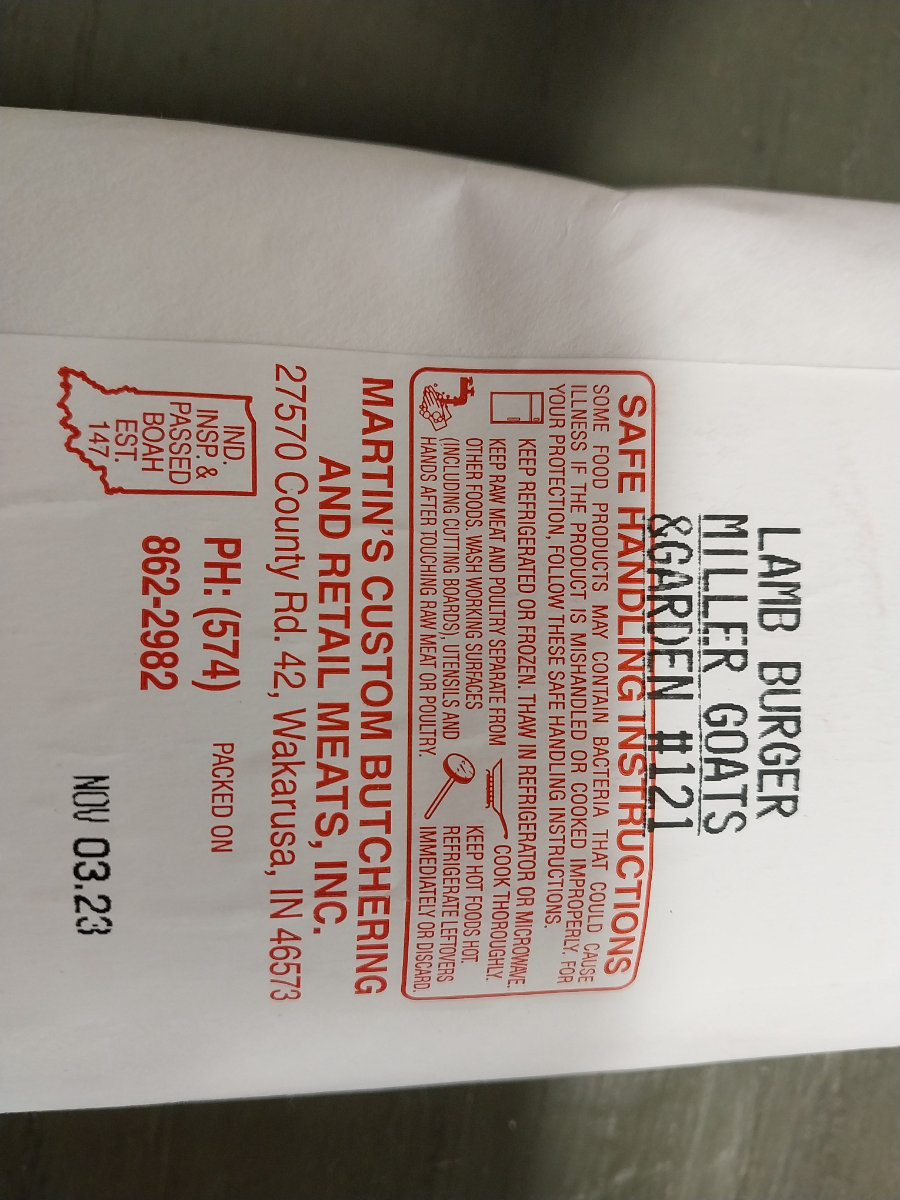 LAMB BURGER
MILLER GOATS
&GARDEN #121
SAFE HANDLING INSTRUCTIONS
SOME FOOD PRODUCTS MAY CONTAIN BACTERIA THAT COULD CAUSE
ILLNESS IF THE PRODUCT IS MISHANDLED OR COOKED IMPROPERLY. FOR
YOUR PROTECTION, FOLLOW THESE SAFE HANDLING INSTRUCTIONS.
KEEP REFRIGERATED OR FROZEN. THAW IN REFRIGERATOR OR MICROWAVE.
KEEP RAW MEAT AND POULTRY SEPARATE FROM
OTHER FOODS. WASH WORKING SURFACES
(INCLUDING CUTTING BOARDS), UTENSILS AND
HANDS AFTER TOUCHING RAW MEAT OR POULTRY.
COOK THOROUGHLY.
KEEP HOT FOODS HOT.
REFRIGERATE LEFTOVERS
IMMEDIATELY OR DISCARD.
MARTIN'S CUSTOM BUTCHERING
AND RETAIL MEATS, INC.
27570 County Rd. 42, Wakarusa, IN 46573
IND.
INSP. &
PASSED
BOAH
EST.
147
PH: (574)
862-2982
PACKED ON
NOV 03.23